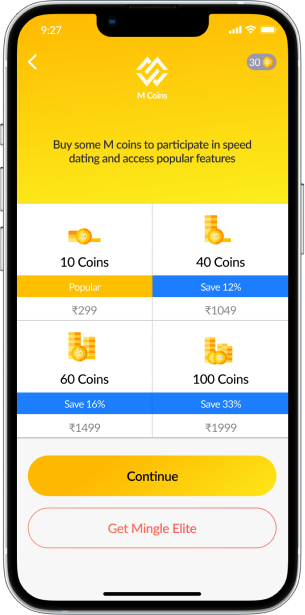 9:27
30
M Coins
Buy some M coins to participate in speed
dating and access popular features
10 Coins
40 Coins
Popular
Save 12%
₹299
₹1049
60 Coins
100 Coins
Save 16%
Save 33%
₹1499
₹1999
Continue
Get Mingle Elite